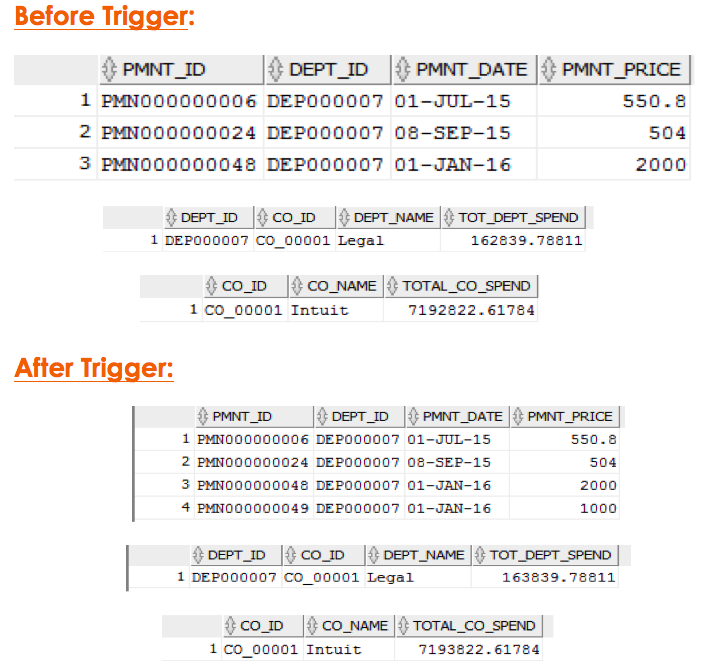 Before Trigger:
PMNT_ID DEPT_ID PMNT_DATE PMNT_PRICE
1 PMN000000006 DEP000007 01-JUL-15 550.8
2 PMN000000024 DEP000007 08-SEP-15 504
3 PMN000000048 DEP000007 01-JAN-16 2000
DEPT_ID CO_ID DEPT_NAME TOT_DEPT_SPEND
1 DEP000007 CO_00001 Legal 162839.78811
CO_ID CO_NAME TOTAL_CO_SPEND
1 CO_00001 Intuit 7192822.61784
After Trigger:
PMNT_ID DEPT_ID PMNT_DATE PMNT_PRICE
1 PMN000000006 DEP000007 01-JUL-15 550.8
2 PMN000000024 DEP000007 08-SEP-15 504
3 PMN000000048 DEP000007 01-JAN-16 2000
4 PMN000000049 DEP000007 01-JAN-16 1000
DEPT_ID CO_ID DEPT_NAME TOT_DEPT_SPEND
1 DEP000007 CO_00001 Legal 163839.78811
CO_ID CO_NAME TOTAL_CO_SPEND
1 CO_00001 Intuit 7193822.61784